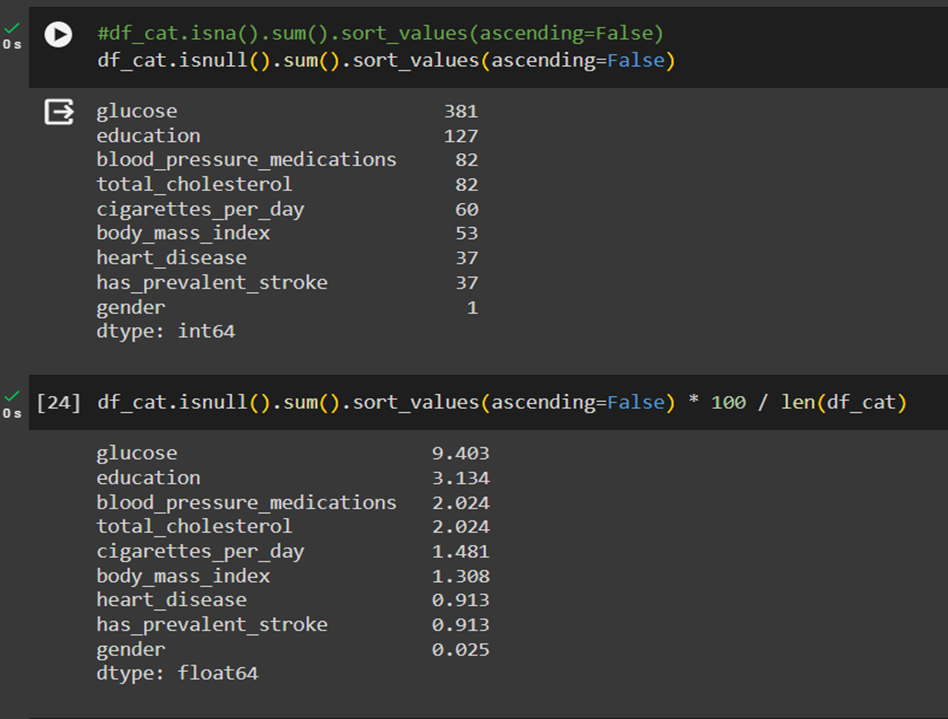 #df_cat.isna().sum().sort_values(ascending=False)
0 s
df_cat.isnull().sum().sort_values(ascending=False)
glucose 381
education 127
blood_pressure_medications 82
total_cholesterol 82
cigarettes_per_day 60
body_mass_index 53
heart_disease 37
has_prevalent_stroke 37
gender 1
dtype: int64
[24] df_cat.isnull().sum().sort_values(ascending=False) * 100 / len(df_cat)
0 s
glucose 9.403
education 3.134
blood_pressure_medications 2.024
total_cholesterol 2.024
cigarettes_per_day 1.481
body_mass_index 1.308
heart_disease 0.913
has_prevalent_stroke 0.913
gender 0.025
dtype: float64